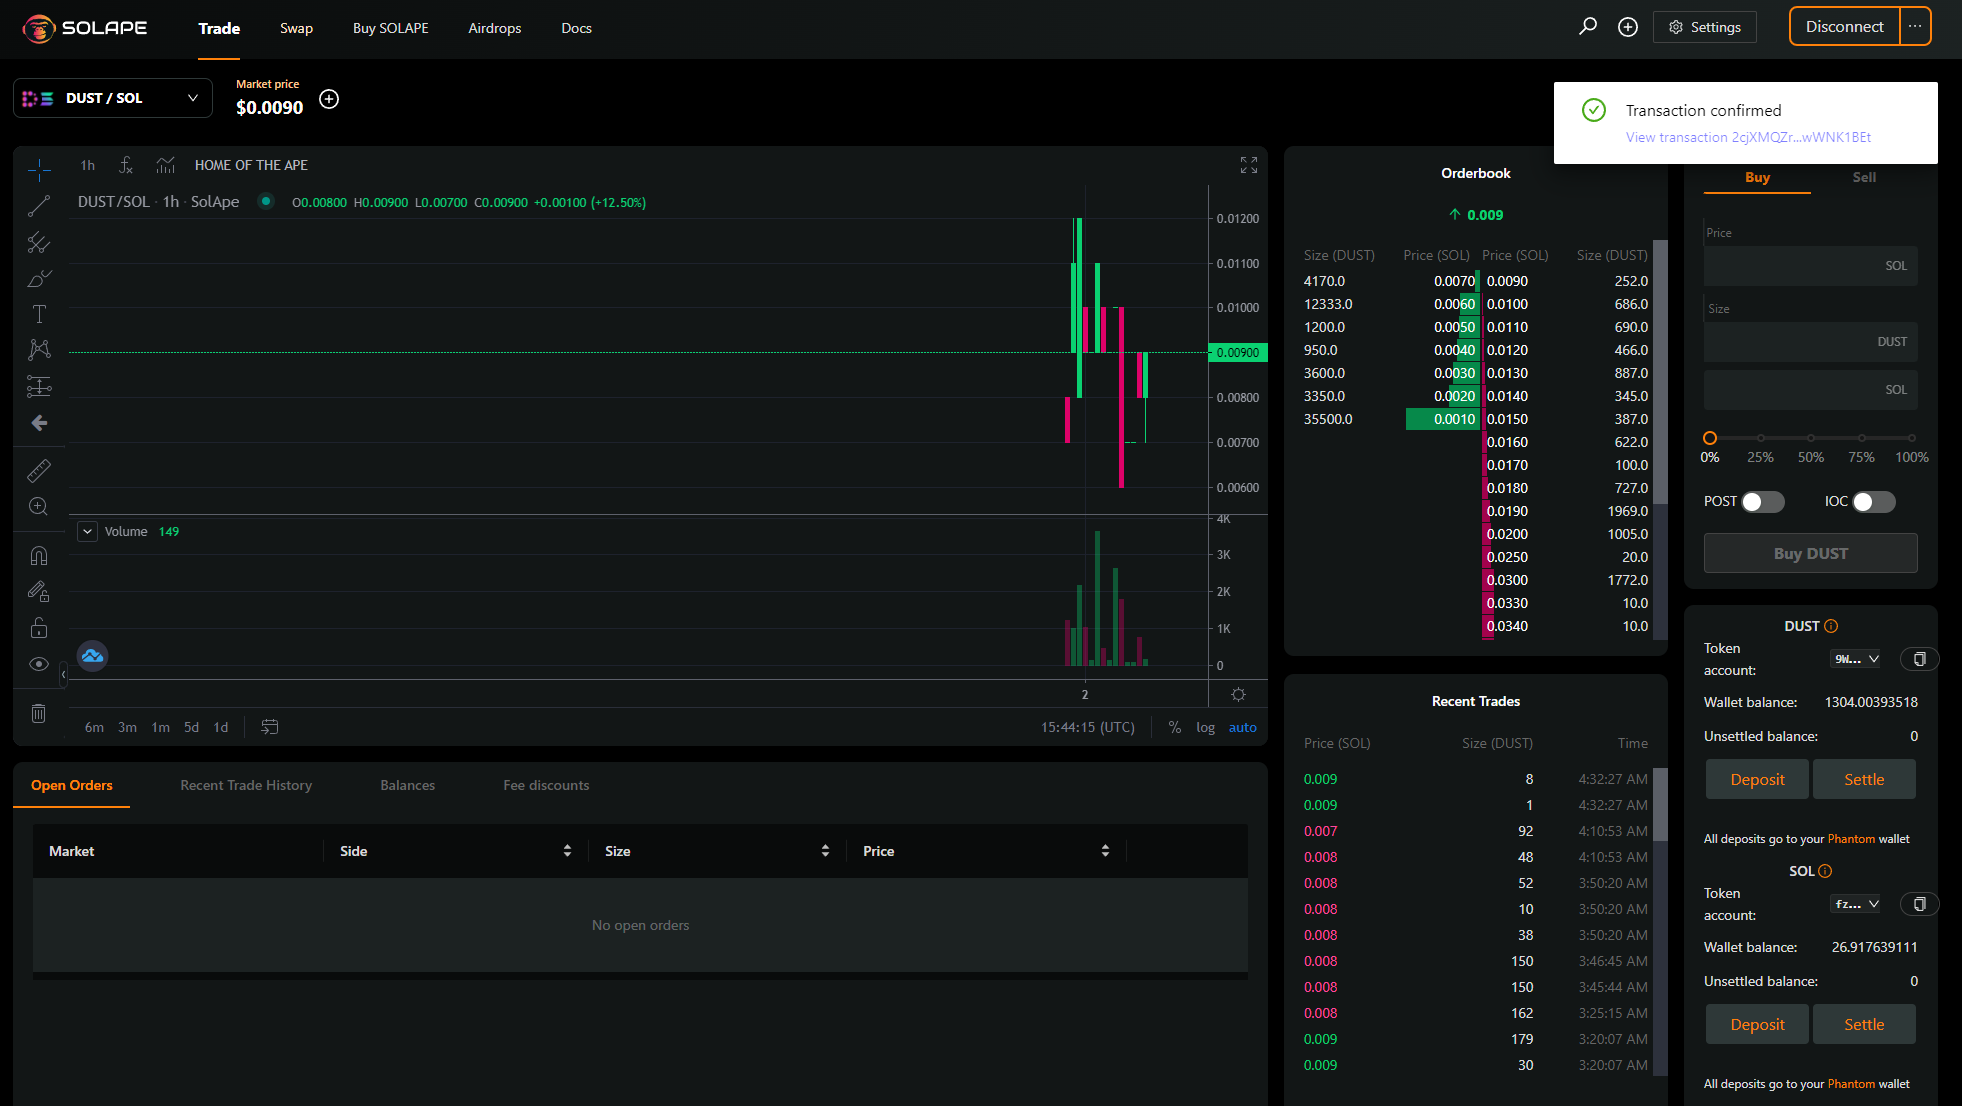 SOLAPE Trade Swap Buy SOLAPE Airdrops Docs Settings Disconnect ···
DUST / SOL
Market price
$0.0090
Transaction confirmed
View transaction 2cjXMQZr...wWNK1BEt
1h HOME OF THE APE
DUST/SOL · 1h · SolApe O0.00800 H0.00900 L0.00700 C0.00900 +0.00100 (+12.50%)
0.01200
0.01100
0.01000
0.00900
0.00800
0.00700
0.00600
Volume 149
4K
3K
2K
1K
0
2
6m 3m 1m 5d 1d 15:44:15 (UTC) % log auto
Open Orders Recent Trade History Balances Fee discounts
Market Side Size Price
No open orders
Orderbook
0.009
Size (DUST) Price (SOL) Price (SOL) Size (DUST)
4170.0 0.0070 0.0090 252.0
12333.0 0.0060 0.0100 686.0
1200.0 0.0050 0.0110 690.0
950.0 0.0040 0.0120 466.0
3600.0 0.0030 0.0130 887.0
3350.0 0.0020 0.0140 345.0
35500.0 0.0010 0.0150 387.0
0.0160 622.0
0.0170 100.0
0.0180 727.0
0.0190 1969.0
0.0200 1005.0
0.0250 20.0
0.0300 1772.0
0.0330 10.0
0.0340 10.0
Recent Trades
Price (SOL) Size (DUST) Time
0.009 8 4:32:27 AM
0.009 1 4:32:27 AM
0.007 92 4:10:53 AM
0.008 48 4:10:53 AM
0.008 52 3:50:20 AM
0.008 10 3:50:20 AM
0.008 38 3:50:20 AM
0.008 150 3:46:45 AM
0.008 150 3:45:44 AM
0.008 162 3:25:15 AM
0.009 179 3:20:07 AM
0.009 30 3:20:07 AM
Buy Sell
Price
SOL
Size
DUST
SOL
0% 25% 50% 75% 100%
POST IOC
Buy DUST
DUST
Token account: 9W...
Wallet balance: 1304.00393518
Unsettled balance: 0
Deposit Settle
All deposits go to your Phantom wallet
SOL
Token account: fz...
Wallet balance: 26.917639111
Unsettled balance: 0
Deposit Settle
All deposits go to your Phantom wallet